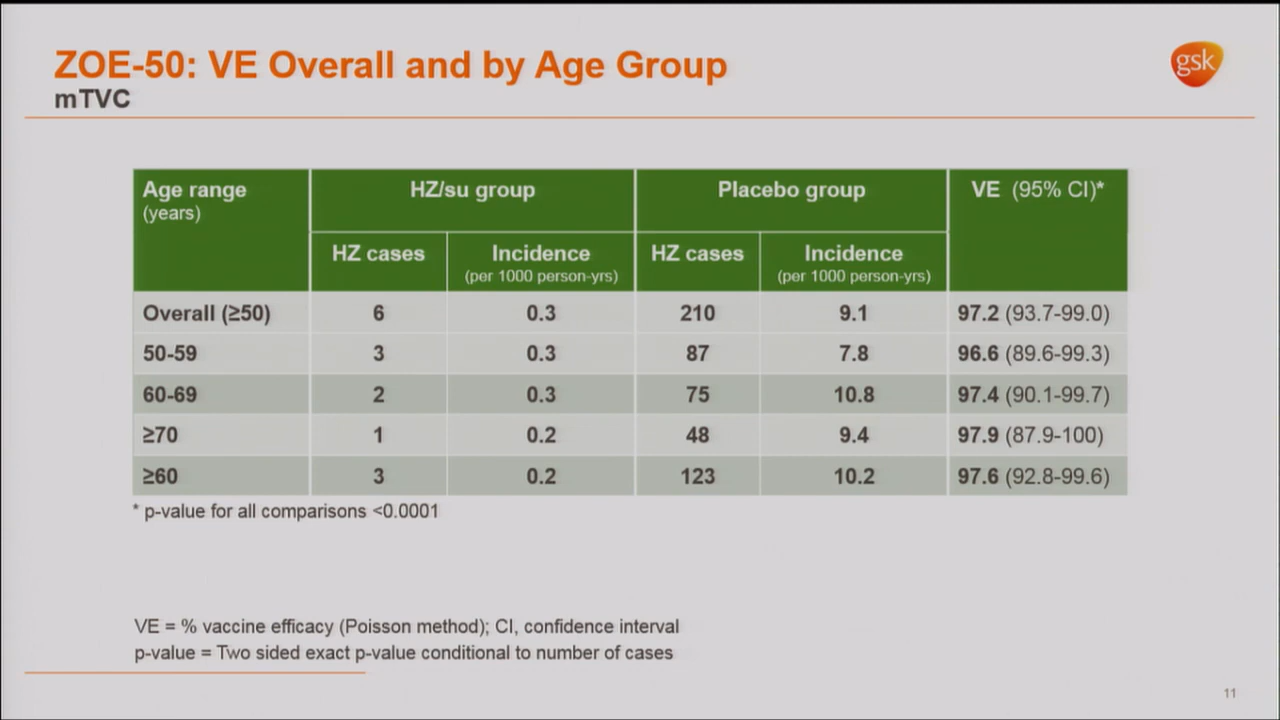 ZOE-50: VE Overall and by Age Group
mTVC
gsk
Age range (years) HZ/su group Placebo group VE (95% CI)*
HZ cases Incidence (per 1000 person-yrs) HZ cases Incidence (per 1000 person-yrs)
Overall (≥50) 6 0.3 210 9.1 97.2 (93.7-99.0)
50-59 3 0.3 87 7.8 96.6 (89.6-99.3)
60-69 2 0.3 75 10.8 97.4 (90.1-99.7)
≥70 1 0.2 48 9.4 97.9 (87.9-100)
≥60 3 0.2 123 10.2 97.6 (92.8-99.6)
* p-value for all comparisons <0.0001
VE = % vaccine efficacy (Poisson method); CI, confidence interval
p-value = Two sided exact p-value conditional to number of cases
11